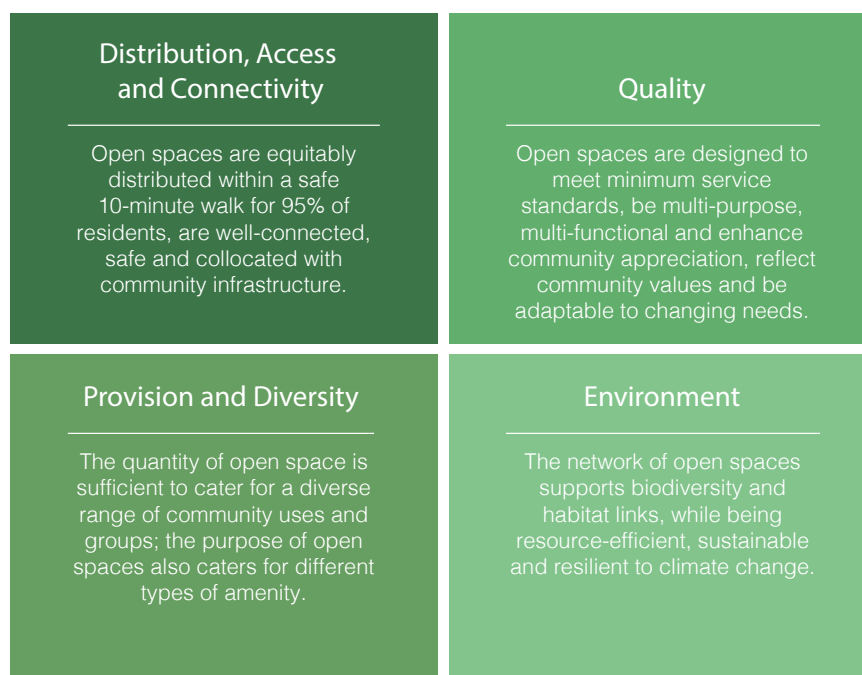 Distribution, Access
and Connectivity
Open spaces are equitably
distributed within a safe
10-minute walk for 95% of
residents, are well-connected,
safe and collocated with
community infrastructure.
Quality
Open spaces are designed to
meet minimum service
standards, be multi-purpose,
multi-functional and enhance
community appreciation, reflect
community values and be
adaptable to changing needs.
Provision and Diversity
The quantity of open space is
sufficient to cater for a diverse
range of community uses and
groups; the purpose of open
spaces also caters for different
types of amenity.
Environment
The network of open spaces
supports biodiversity and
habitat links, while being
resource-efficient, sustainable
and resilient to climate change.